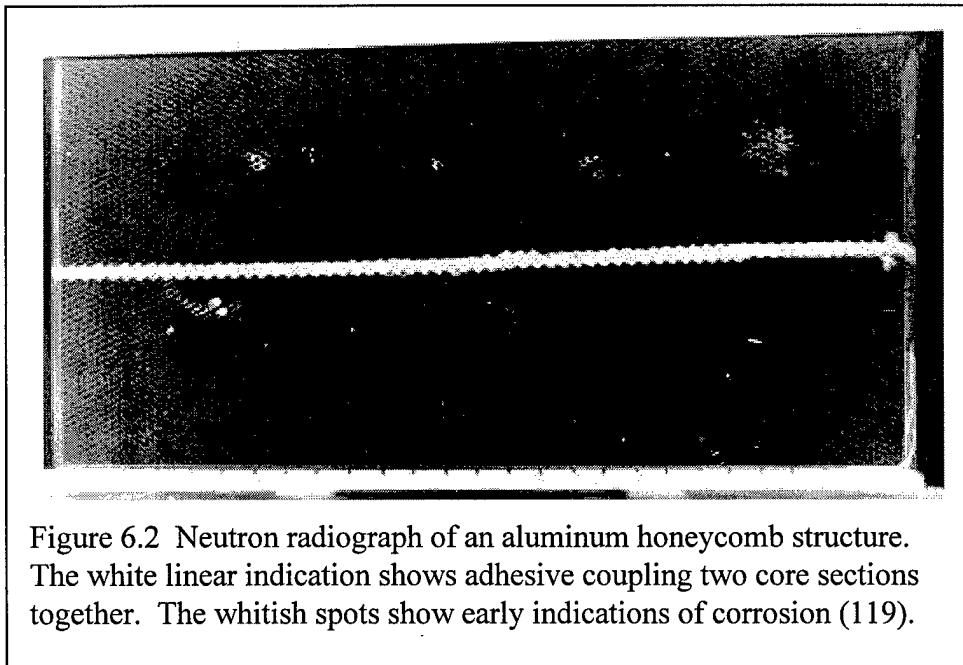 Figure 6.2 Neutron radiograph of an aluminum honeycomb structure.
The white linear indication shows adhesive coupling two core sections
together. The whitish spots show early indications of corrosion (119).